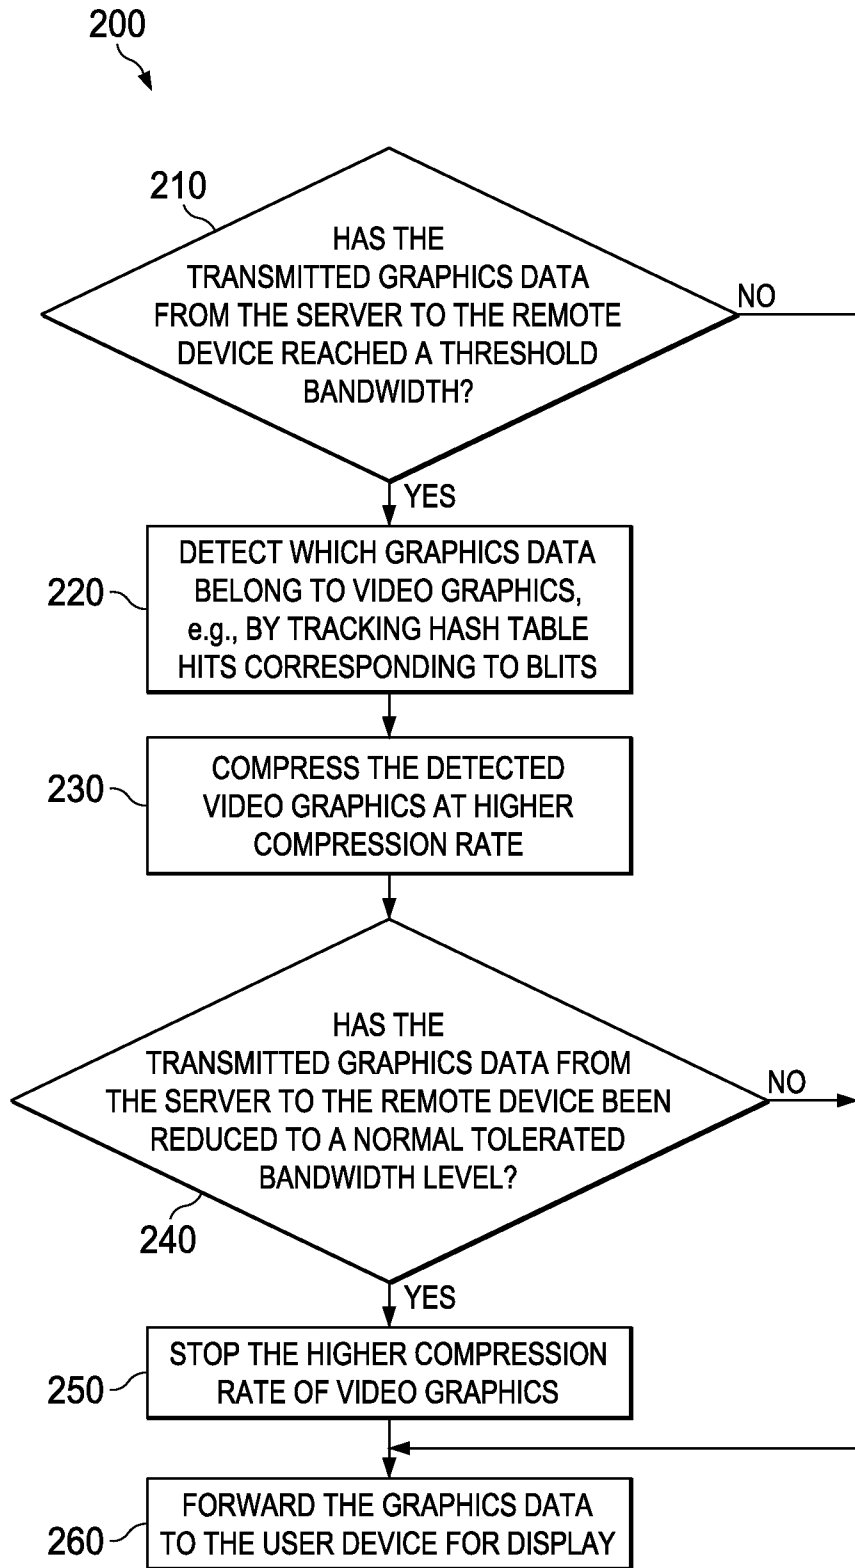 200
210
HAS THE
TRANSMITTED GRAPHICS DATA
FROM THE SERVER TO THE REMOTE
DEVICE REACHED A THRESHOLD
BANDWIDTH?
NO
YES
220
DETECT WHICH GRAPHICS DATA
BELONG TO VIDEO GRAPHICS,
e.g., BY TRACKING HASH TABLE
HITS CORRESPONDING TO BLITS
230
COMPRESS THE DETECTED
VIDEO GRAPHICS AT HIGHER
COMPRESSION RATE
HAS THE
TRANSMITTED GRAPHICS DATA FROM
THE SERVER TO THE REMOTE DEVICE BEEN
REDUCED TO A NORMAL TOLERATED
BANDWIDTH LEVEL?
NO
240
YES
250
STOP THE HIGHER COMPRESSION
RATE OF VIDEO GRAPHICS
260
FORWARD THE GRAPHICS DATA
TO THE USER DEVICE FOR DISPLAY